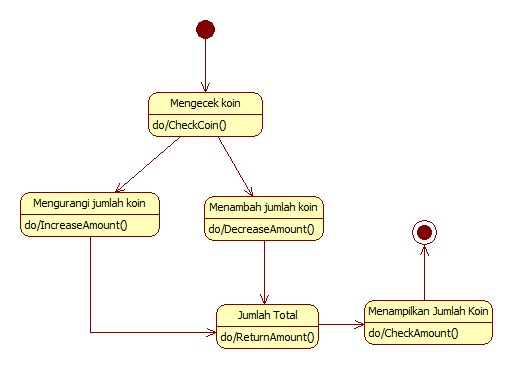 Mengecek koin
do/CheckCoin()
Mengurangi jumlah koin
do/IncreaseAmount()
Menambah jumlah koin
do/DecreaseAmount()
Jumlah Total
do/ReturnAmount()
Menampilkan Jumlah Koin
do/CheckAmount()